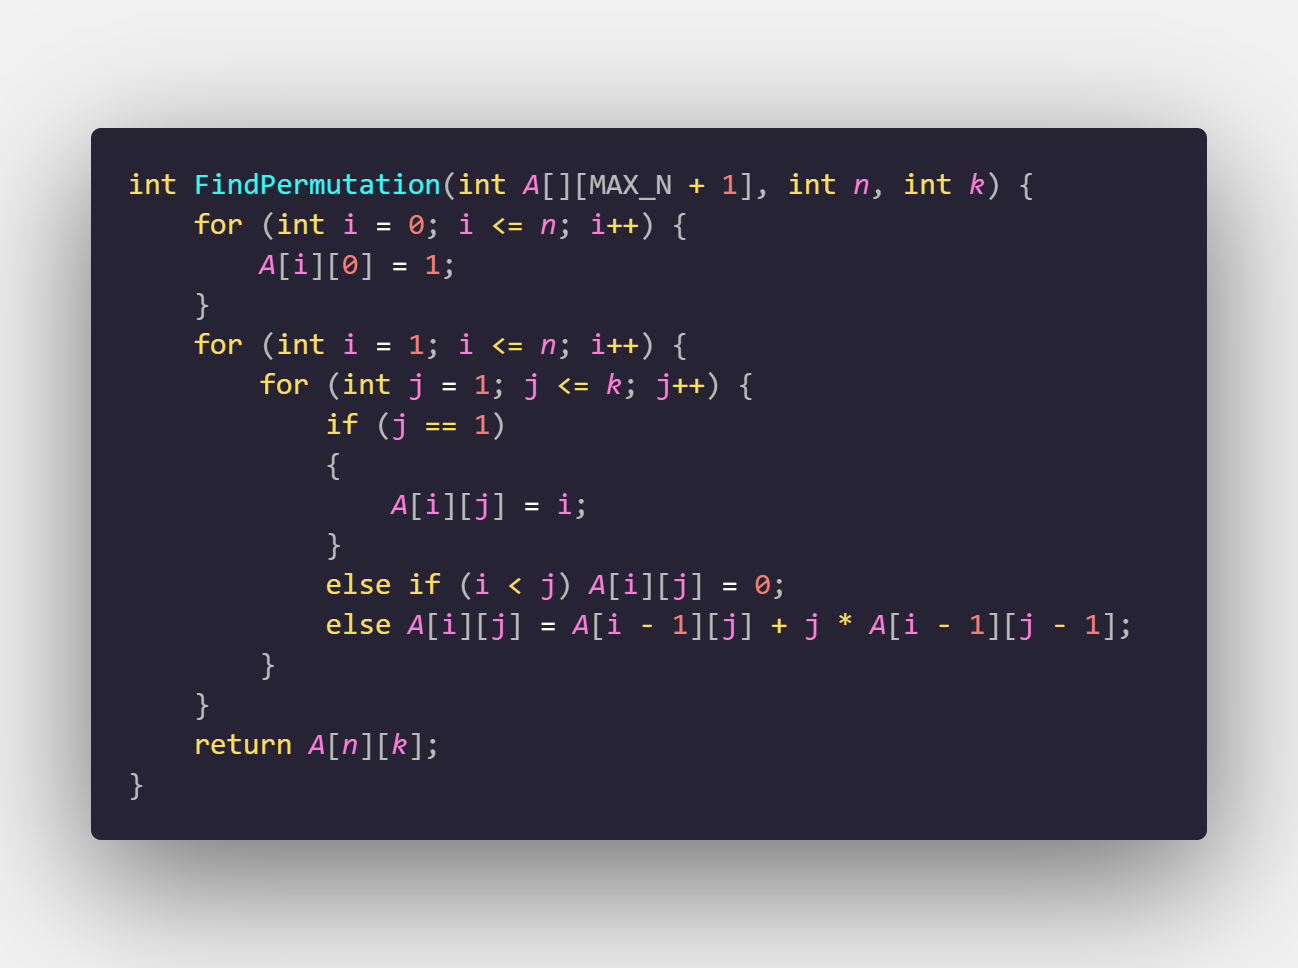 int FindPermutation(int A[][MAX_N + 1], int n, int k) {
    for (int i = 0; i <= n; i++) {
        A[i][0] = 1;
    }
    for (int i = 1; i <= n; i++) {
        for (int j = 1; j <= k; j++) {
            if (j == 1)
            {
                A[i][j] = i;
            }
            else if (i < j) A[i][j] = 0;
            else A[i][j] = A[i - 1][j] + j * A[i - 1][j - 1];
        }
    }
    return A[n][k];
}